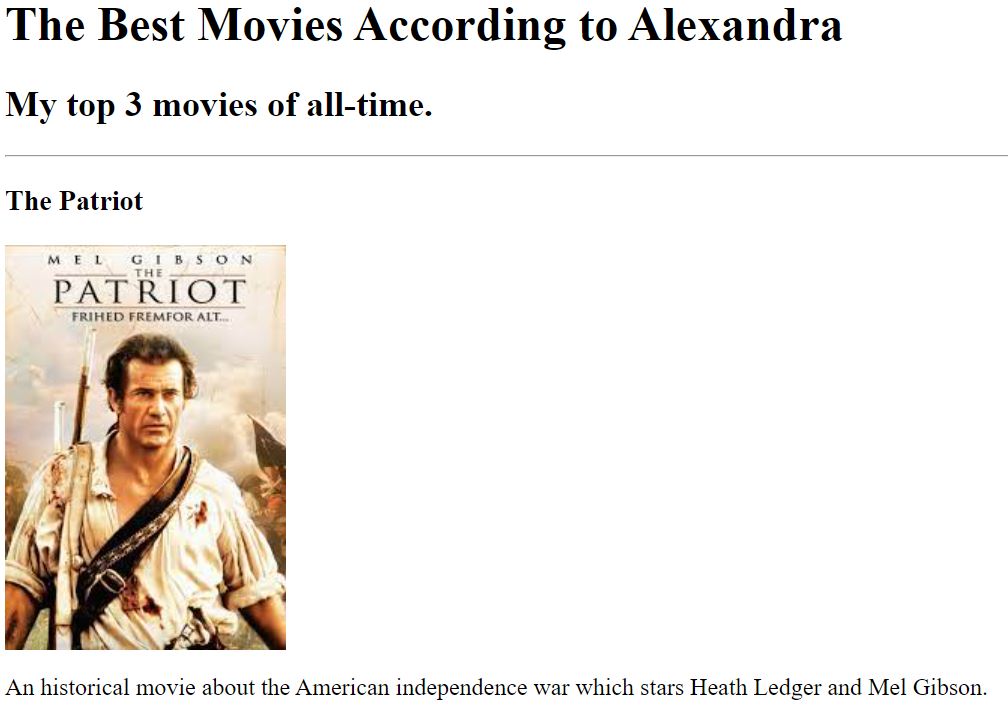 The Best Movies According to Alexandra
My top 3 movies of all-time.
The Patriot
MEL GIBSON
THE
PATRIOT
FRIHED FREMFOR ALT...
An historical movie about the American independence war which stars Heath Ledger and Mel Gibson.